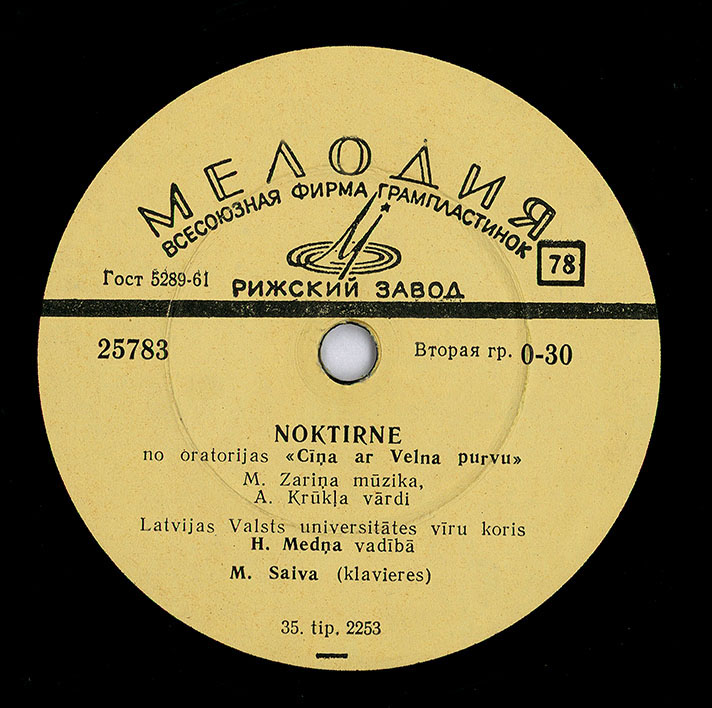 МЕЛОДИЯ
ВСЕСОЮЗНАЯ ФИРМА ГРАМПЛАСТИНОК
78
Гост 5289-61
РИЖСКИЙ ЗАВОД
25783
Вторая гр. 0-30
NOKTIRNE
no oratorijas «Cīņa ar Velna purvu»
M. Zariņa mūzika,
A. Ķrūkļa vārdi
Latvijas Valsts universitātes vīru koris
H. Medņa vadībā
M. Saiva (klavieres)
35. tip. 2253